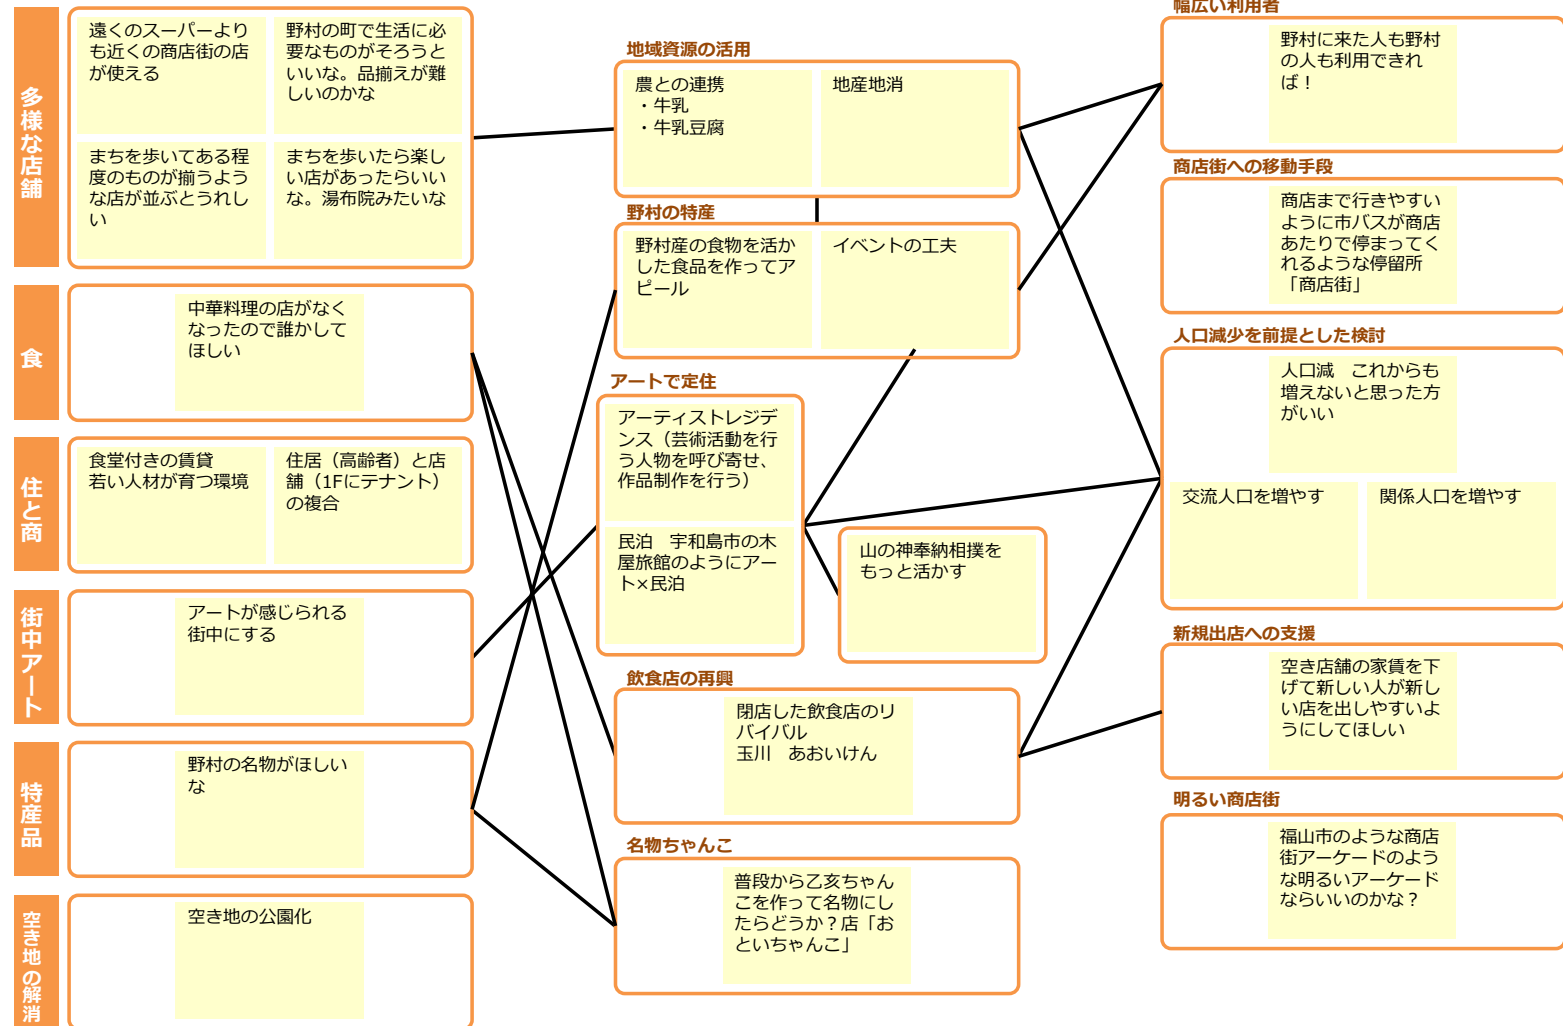 多様な店舗
遠くのスーパーより
も近くの商店街の店
が使える
野村の町で生活に必
要なものがそろうと
いいな。品揃えが難
しいのかな
まちを歩いてある程
度のものが揃うよう
な店が並ぶとうれし
い
まちを歩いたら楽し
い店があったらいい
な。湯布院みたいな
食
中華料理の店がなく
なったので誰かして
ほしい
住と商
食堂付きの賃貸
若い人材が育つ環境
住居（高齢者）と店
舗（1Fにテナント）
の複合
街中アート
アートが感じられる
街中にする
特産品
野村の名物がほしい
な
空き地の解消
空き地の公園化
地域資源の活用
農との連携
・牛乳
・牛乳豆腐
地産地消
野村の特産
野村産の食物を活か
した食品を作ってア
ピール
イベントの工夫
アートで定住
アーティストレジデ
ンス（芸術活動を行
う人物を呼び寄せ、
作品制作を行う）
民泊　宇和島市の木
屋旅館のようにアー
ト×民泊
山の神奉納相撲を
もっと活かす
飲食店の再興
閉店した飲食店のリ
バイバル
玉川　あおいけん
名物ちゃんこ
普段から乙亥ちゃん
こを作って名物にし
たらどうか？店「お
といちゃんこ」
幅広い利用者
野村に来た人も野村
の人も利用できれ
ば！
商店街への移動手段
商店まで行きやすい
ように市バスが商店
あたりで停まってく
れるような停留所
「商店街」
人口減少を前提とした検討
人口減　これからも
増えないと思った方
がいい
交流人口を増やす
関係人口を増やす
新規出店への支援
空き店舗の家賃を下
げて新しい人が新し
い店を出しやすいよ
うにしてほしい
明るい商店街
福山市のような商店
街アーケードのよう
な明るいアーケード
ならいいのかな？